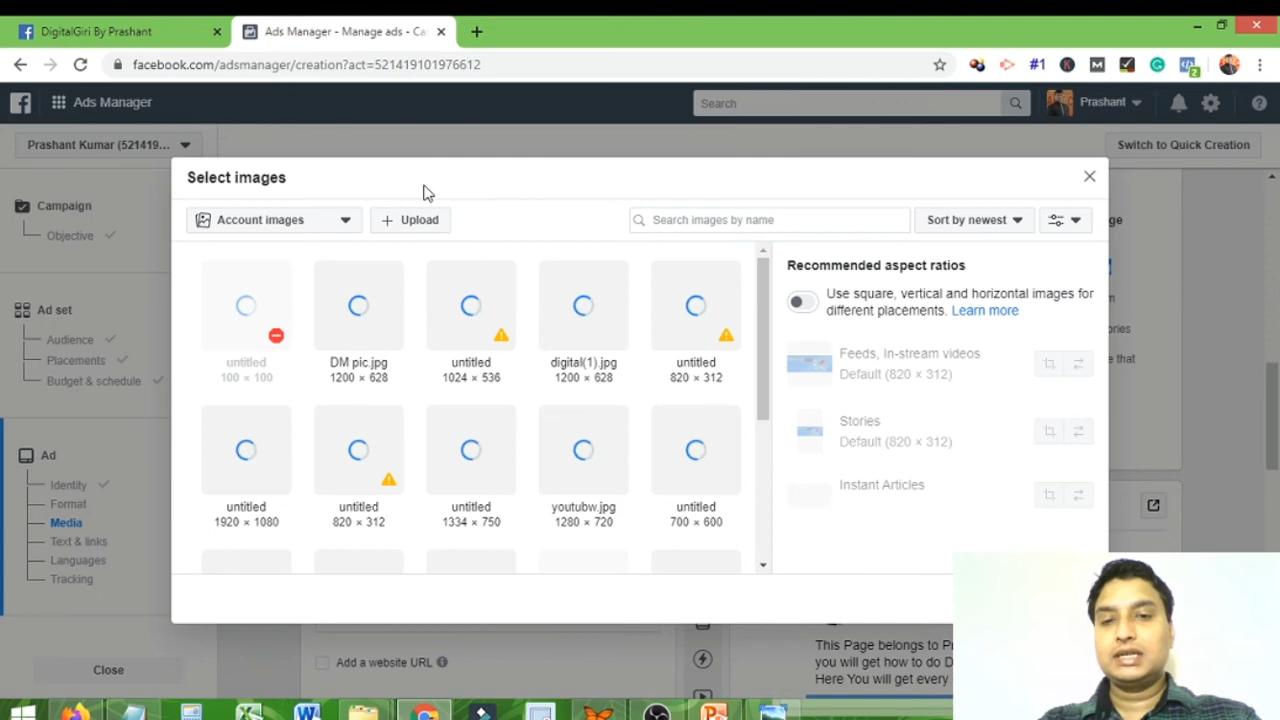 DigitalGiri By Prashant
Ads Manager - Manage ads - Ca
facebook.com/adsmanager/creation?act=521419101976612
#1
M
2
Ads Manager
Search
Prashant
Prashant Kumar (521419...
Switch to Quick Creation
Campaign
Objective
Ad set
Audience
Placements
Budget & schedule
Ad
Identity
Format
Media
Text & links
Languages
Tracking
Close
Select images
Account images
Upload
Search images by name
Sort by newest
untitled
100 × 100
DM pic.jpg
1200 × 628
untitled
1024 × 536
digital(1).jpg
1200 × 628
untitled
820 × 312
untitled
1920 × 1080
untitled
820 × 312
untitled
1334 × 750
youtubw.jpg
1280 × 720
untitled
700 × 600
Recommended aspect ratios
Use square, vertical and horizontal images for
different placements. Learn more
Feeds, In-stream videos
Default (820 × 312)
Stories
Default (820 × 312)
Instant Articles
Add a website URL
This Page belongs to Pr
you will get how to do D
Here You will get every